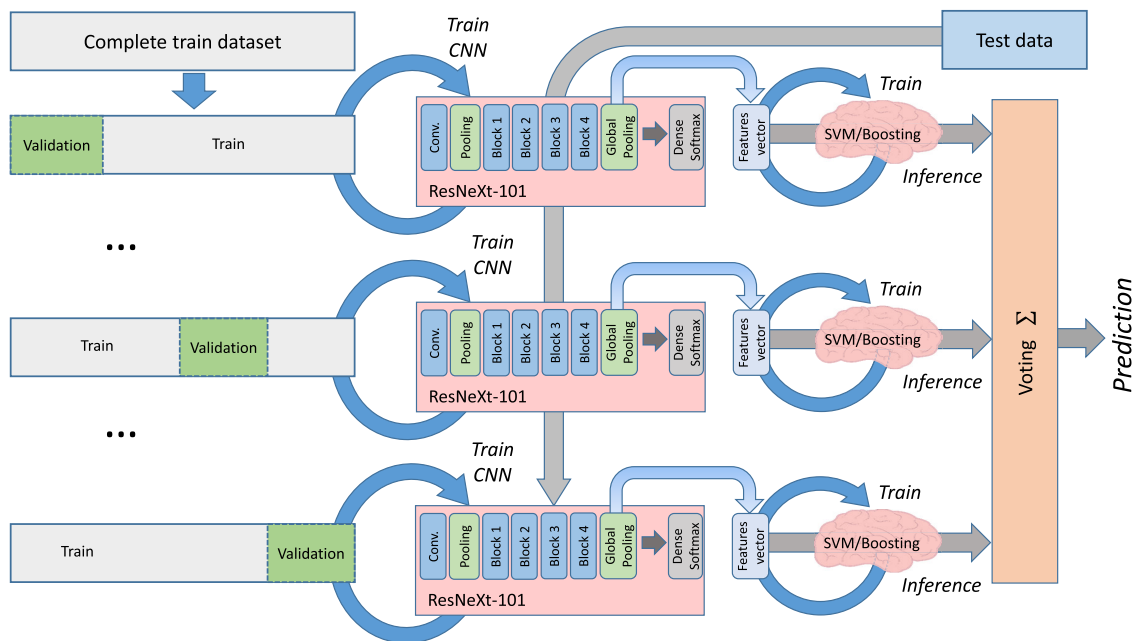 Complete train dataset
Train
CNN
Test data
Validation
Train
Conv.
Pooling
Block 1
Block 2
Block 3
Block 4
Global
Pooling
Dense
Softmax
ResNeXt-101
Features
vector
Train
SVM/Boosting
Inference
...
Train
CNN
Train
Validation
Conv.
Pooling
Block 1
Block 2
Block 3
Block 4
Global
Pooling
Dense
Softmax
ResNeXt-101
Features
vector
Train
SVM/Boosting
Inference
...
Train
CNN
Train
Validation
Conv.
Pooling
Block 1
Block 2
Block 3
Block 4
Global
Pooling
Dense
Softmax
ResNeXt-101
Features
vector
Train
SVM/Boosting
Inference
Voting Σ
Prediction